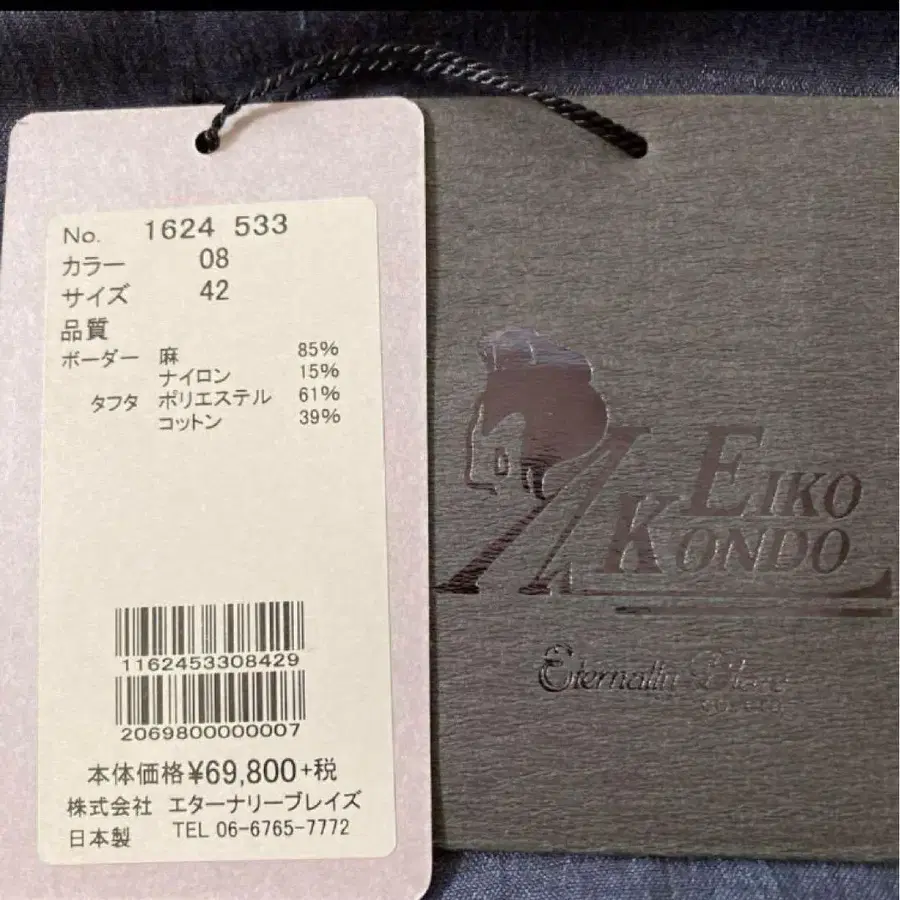 No. 1624 533
カラー 08
サイズ 42
品質
ボーダー 麻 85%
ナイロン 15%
タフタ ポリエステル 61%
コットン 39%
1162453308429
2069800000007
本体価格¥69,800+税
株式会社 エターナリーブレイズ
日本製 TEL 06-6765-7772
EIKO
KONDO